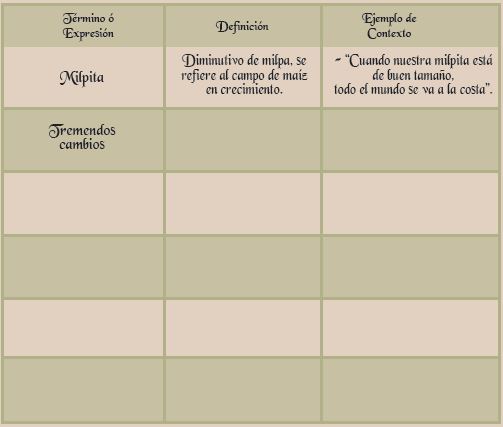 Término ó
Expresión
Definición
Ejemplo de
Contexto
Milpita
Diminutivo de milpa, se
refiere al campo de maíz
en crecimiento.
- “Cuando nuestra milpita está
de buen tamaño,
todo el mundo se va a la costa”.
Tremendos
cambios